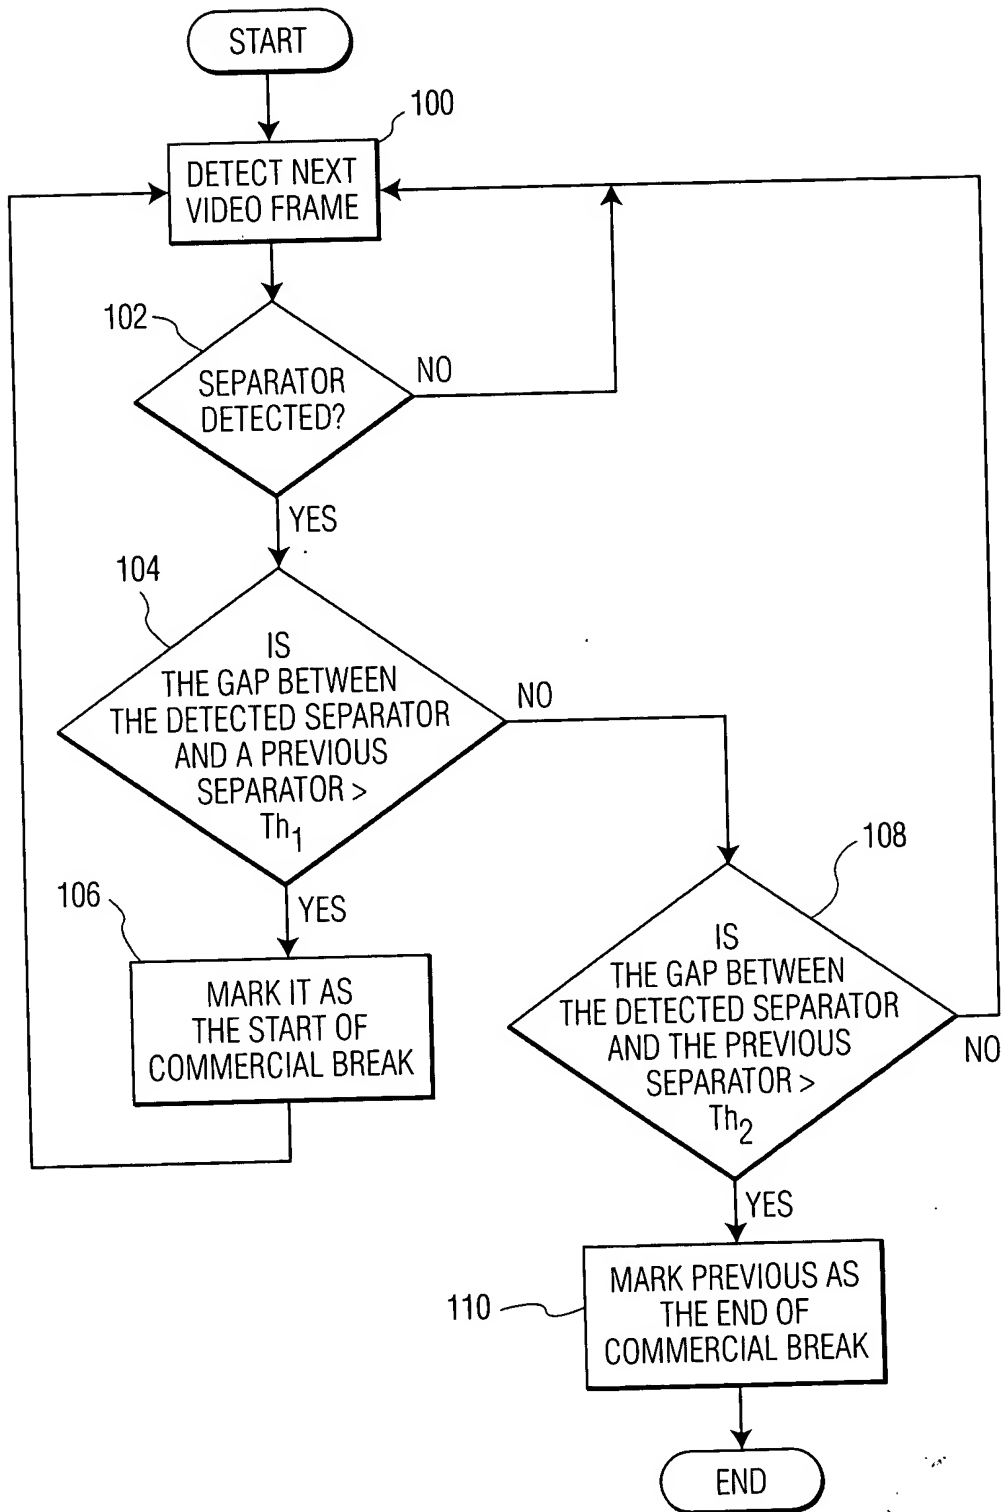 START
100
DETECT NEXT
VIDEO FRAME
102
SEPARATOR
DETECTED?
NO
YES
104
IS
THE GAP BETWEEN
THE DETECTED SEPARATOR
AND A PREVIOUS
SEPARATOR >
Th1
NO
YES
106
MARK IT AS
THE START OF
COMMERCIAL BREAK
108
IS
THE GAP BETWEEN
THE DETECTED SEPARATOR
AND THE PREVIOUS
SEPARATOR >
Th2
NO
YES
110
MARK PREVIOUS AS
THE END OF
COMMERCIAL BREAK
END